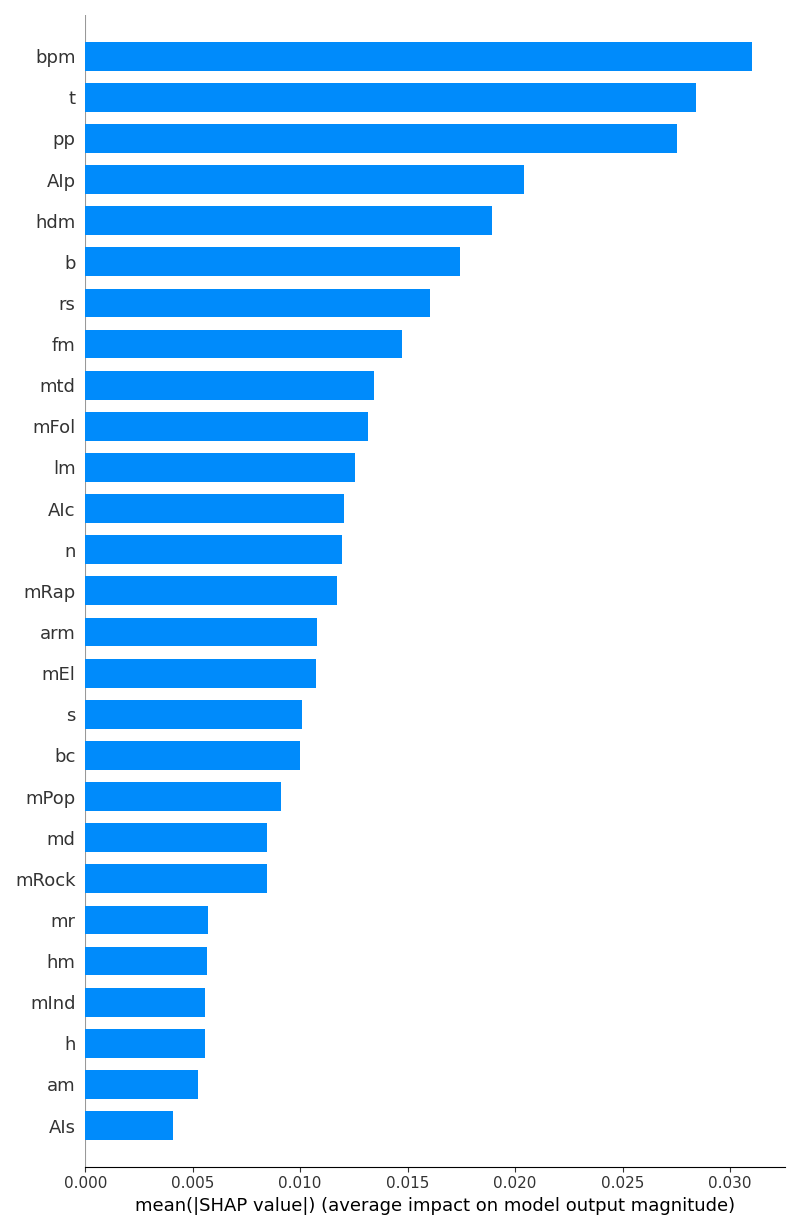 bpm
t
pp
AIp
hdm
b
rs
fm
mtd
mFol
lm
AIc
n
mRap
arm
mEl
s
bc
mPop
md
mRock
mr
hm
mInd
h
am
AIs
0.000 0.005 0.010 0.015 0.020 0.025 0.030
mean(|SHAP value|) (average impact on model output magnitude)